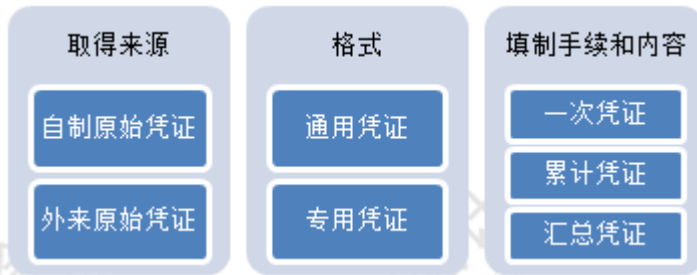 取得来源
自制原始凭证
外来原始凭证
格式
通用凭证
专用凭证
填制手续和内容
一次凭证
累计凭证
汇总凭证